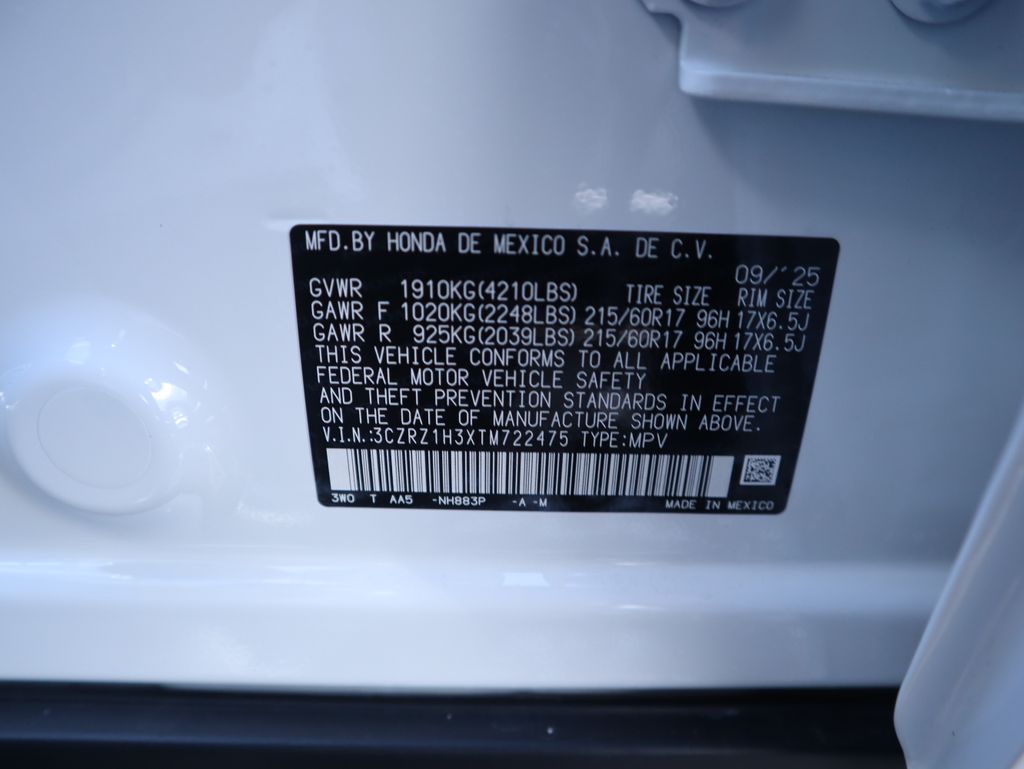 MFD.BY HONDA DE MEXICO S.A. DE C.V.
09/'25
GVWR 1910KG(4210LBS) TIRE SIZE RIM SIZE
GAWR F 1020KG(2248LBS) 215/60R17 96H 17X6.5J
GAWR R 925KG(2039LBS) 215/60R17 96H 17X6.5J
THIS VEHICLE CONFORMS TO ALL APPLICABLE
FEDERAL MOTOR VEHICLE SAFETY
AND THEFT PREVENTION STANDARDS IN EFFECT
ON THE DATE OF MANUFACTURE SHOWN ABOVE.
V.I.N.:3CZRZ1H3XTM722475 TYPE:MPV
3W0 T AA5 -NH883P -A -M MADE IN MEXICO